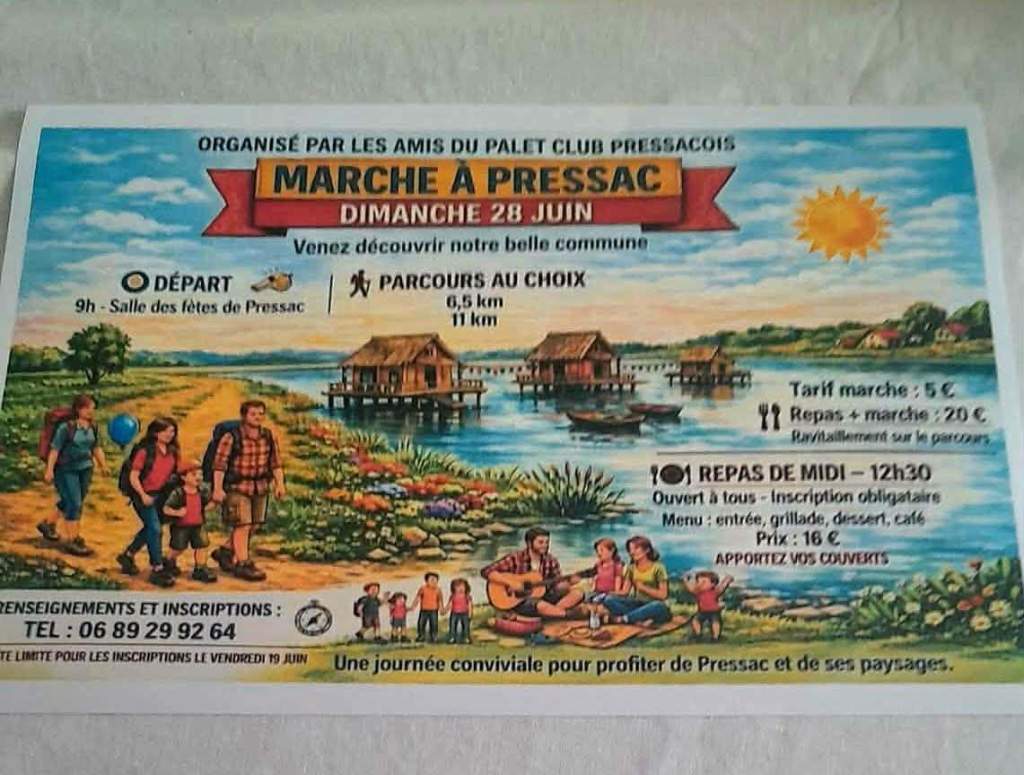 ORGANISÉ PAR LES AMIS DU PALET CLUB PRESSACOIS
MARCHE À PRESSAC
DIMANCHE 28 JUIN
Venez découvrir notre belle commune
DÉPART
9h - Salle des fêtes de Pressac
PARCOURS AU CHOIX
6,5 km
11 km
Tarif marche : 5 €
Repas + marche : 20 €
Ravitaillement sur le parcours
REPAS DE MIDI – 12h30
Ouvert à tous - Inscription obligataire
Menu : entrée, grillade, dessert, café
Prix : 16 €
APPORTEZ VOS COUVERTS
RENSEIGNEMENTS ET INSCRIPTIONS :
TEL : 06 89 29 92 64
TE LIMITE POUR LES INSCRIPTIONS LE VENDREDI 19 JUIN
Une journée conviviale pour profiter de Pressac et de ses paysages.